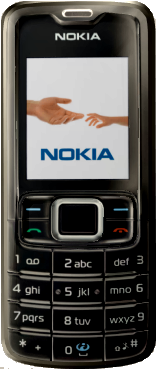 NOKIA
NOKIA
1 2 abc def 3
4 ghi 5 jkl mno 6
7 pqrs 8 tuv wxyz 9
* + 0 #